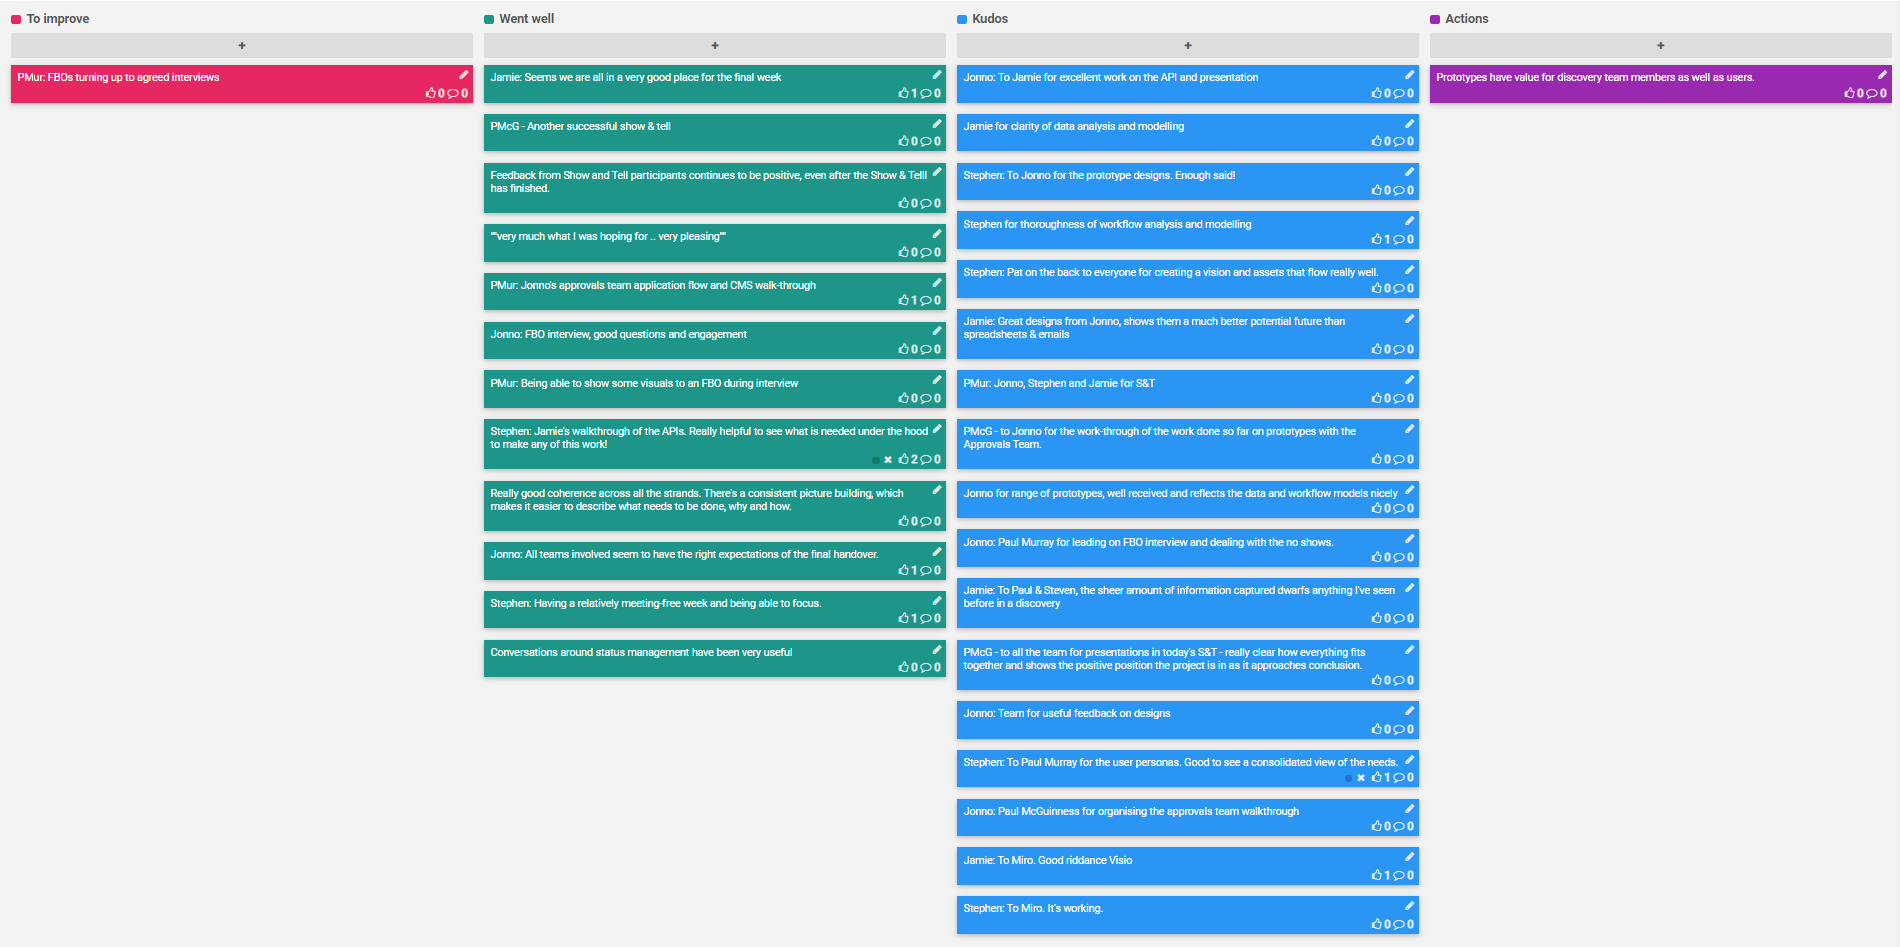 To improve
+
PMur: FBOs turning up to agreed interviews
0 0
Went well
+
Jamie: Seems we are all in a very good place for the final week
1 0
PMcG - Another successful show & tell
0 0
Feedback from Show and Tell participants continues to be positive, even after the Show & Telll
has finished.
0 0
""very much what I was hoping for .. very pleasing""
0 0
PMur: Jonno's approvals team application flow and CMS walk-through
1 0
Jonno: FBO interview, good questions and engagement
0 0
PMur: Being able to show some visuals to an FBO during interview
0 0
Stephen: Jamie's walkthrough of the APIs. Really helpful to see what is needed under the hood
to make any of this work!
2 0
Really good coherence across all the strands. There's a consistent picture building, which
makes it easier to describe what needs to be done, why and how.
0 0
Jonno: All teams involved seem to have the right expectations of the final handover.
1 0
Stephen: Having a relatively meeting-free week and being able to focus.
1 0
Conversations around status management have been very useful
0 0
Kudos
+
Jonno: To Jamie for excellent work on the API and presentation
0 0
Jamie for clarity of data analysis and modelling
0 0
Stephen: To Jonno for the prototype designs. Enough said!
0 0
Stephen for thoroughness of workflow analysis and modelling
1 0
Stephen: Pat on the back to everyone for creating a vision and assets that flow really well.
0 0
Jamie: Great designs from Jonno, shows them a much better potential future than
spreadsheets & emails
0 0
PMur: Jonno, Stephen and Jamie for S&T
0 0
PMcG - to Jonno for the work-through of the work done so far on prototypes with the
Approvals Team.
0 0
Jonno for range of prototypes, well received and reflects the data and workflow models nicely
0 0
Jonno: Paul Murray for leading on FBO interview and dealing with the no shows.
0 0
Jamie: To Paul & Steven, the sheer amount of information captured dwarfs anything I've seen
before in a discovery
0 0
PMcG - to all the team for presentations in today's S&T - really clear how everything fits
together and shows the positive position the project is in as it approaches conclusion.
0 0
Jonno: Team for useful feedback on designs
0 0
Stephen: To Paul Murray for the user personas. Good to see a consolidated view of the needs.
1 0
Jonno: Paul McGuinness for organising the approvals team walkthrough
0 0
Jamie: To Miro. Good riddance Visio
1 0
Stephen: To Miro. It's working.
0 0
Actions
+
Prototypes have value for discovery team members as well as users.
0 0